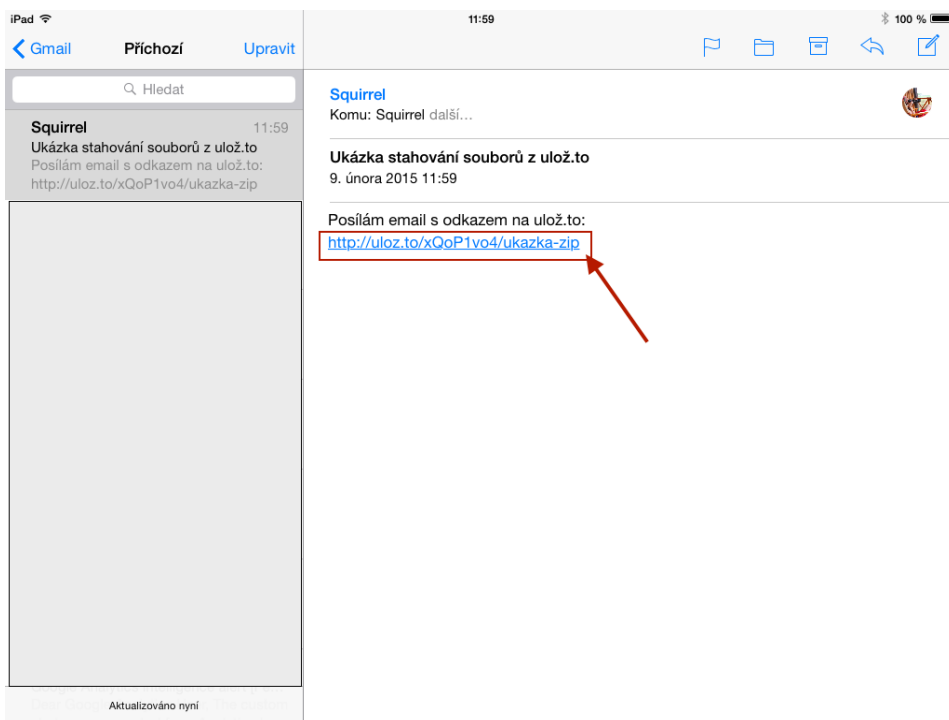 iPad
11:59
100 %
Gmail
Příchozí
Upravit
Hledat
Squirrel
11:59
Ukázka stahování souborů z ulož.to
Posílám email s odkazem na ulož.to:
http://uloz.to/xQoP1vo4/ukazka-zip
Aktualizováno nyní
Squirrel
Komu: Squirrel další...
Ukázka stahování souborů z ulož.to
9. února 2015 11:59
Posílám email s odkazem na ulož.to:
http://uloz.to/xQoP1vo4/ukazka-zip